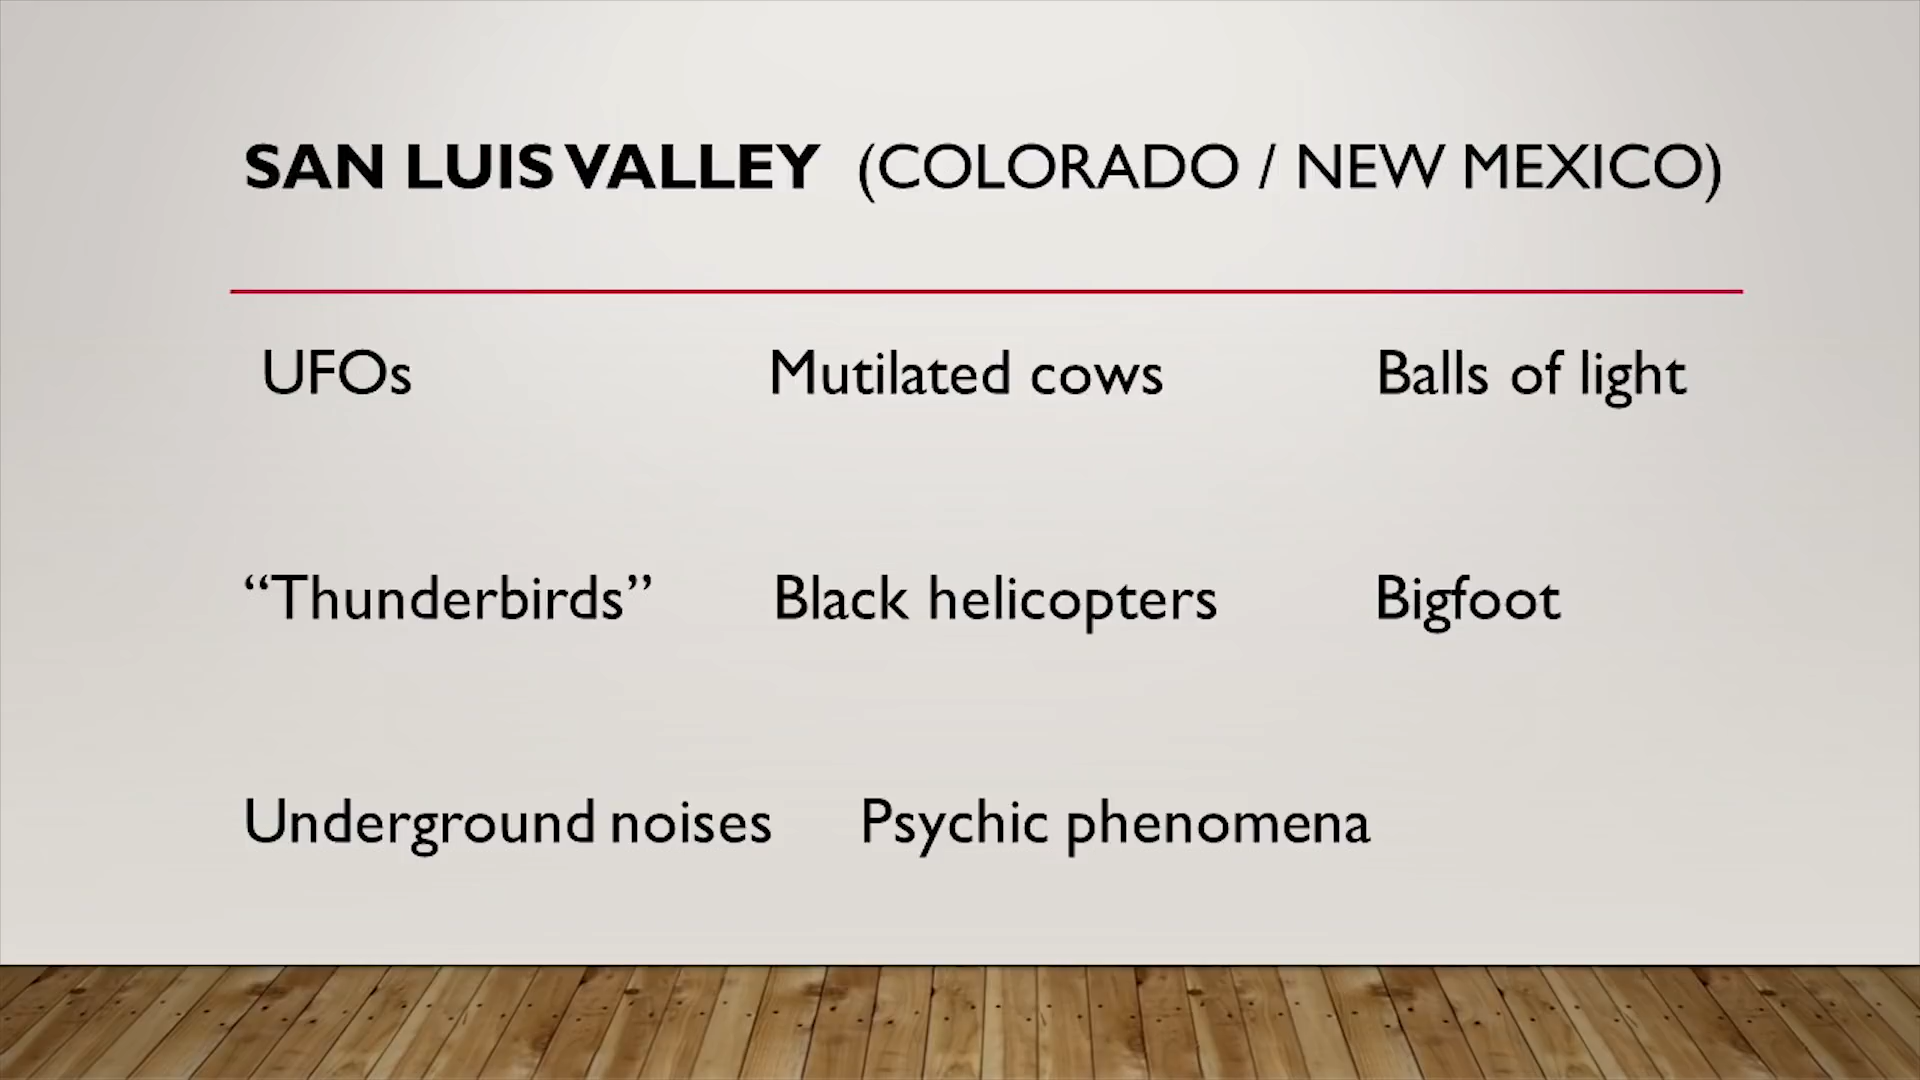 SAN LUIS VALLEY (COLORADO / NEW MEXICO)
UFOs Mutilated cows Balls of light
“Thunderbirds” Black helicopters Bigfoot
Underground noises Psychic phenomena